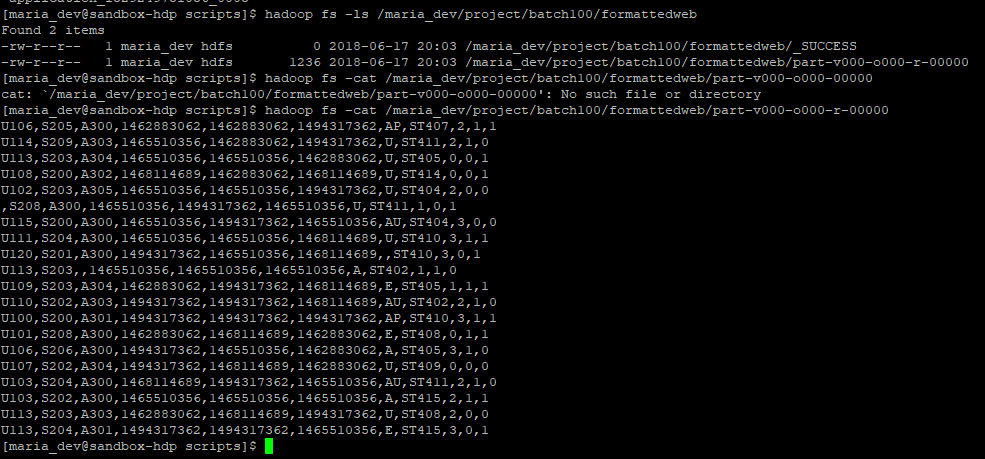 [maria_dev@sandbox-hdp scripts]$ hadoop fs -ls /maria_dev/project/batch100/formattedweb
Found 2 items
-rw-r--r--   1 maria_dev hdfs          0 2018-06-17 20:03 /maria_dev/project/batch100/formattedweb/_SUCCESS
-rw-r--r--   1 maria_dev hdfs       1236 2018-06-17 20:03 /maria_dev/project/batch100/formattedweb/part-v000-o000-r-00000
[maria_dev@sandbox-hdp scripts]$ hadoop fs -cat /maria_dev/project/batch100/formattedweb/part-v000-o000-00000
cat: `/maria_dev/project/batch100/formattedweb/part-v000-o000-00000': No such file or directory
[maria_dev@sandbox-hdp scripts]$ hadoop fs -cat /maria_dev/project/batch100/formattedweb/part-v000-o000-r-00000
U106,S205,A300,1462883062,1462883062,1494317362,AP,ST407,2,1,1
U114,S209,A303,1465510356,1462883062,1494317362,U,ST411,2,1,0
U113,S203,A304,1465510356,1465510356,1462883062,U,ST405,0,0,1
U108,S200,A302,1468114689,1462883062,1468114689,U,ST414,0,0,1
U102,S203,A305,1465510356,1465510356,1494317362,U,ST404,2,0,0
,S208,A300,1465510356,1494317362,1465510356,U,ST411,1,0,1
U115,S200,A300,1465510356,1494317362,1465510356,AU,ST404,3,0,0
U111,S204,A300,1465510356,1465510356,1468114689,U,ST410,3,1,1
U120,S201,A300,1494317362,1465510356,1468114689,,ST410,3,0,1
U113,S203,,1465510356,1465510356,1465510356,A,ST402,1,1,0
U109,S203,A304,1462883062,1494317362,1468114689,E,ST405,1,1,1
U110,S202,A303,1494317362,1494317362,1468114689,AU,ST402,2,1,0
U100,S200,A301,1494317362,1494317362,1494317362,AP,ST410,3,1,1
U101,S208,A300,1462883062,1468114689,1462883062,E,ST408,0,1,1
U106,S206,A300,1494317362,1465510356,1462883062,A,ST405,3,1,0
U107,S202,A304,1494317362,1468114689,1462883062,U,ST409,0,0,0
U103,S204,A300,1468114689,1494317362,1465510356,AU,ST411,2,1,0
U103,S202,A300,1465510356,1465510356,1465510356,A,ST415,2,1,1
U113,S203,A303,1462883062,1468114689,1494317362,U,ST408,2,0,0
U113,S204,A301,1494317362,1494317362,1465510356,E,ST415,3,0,1
[maria_dev@sandbox-hdp scripts]$